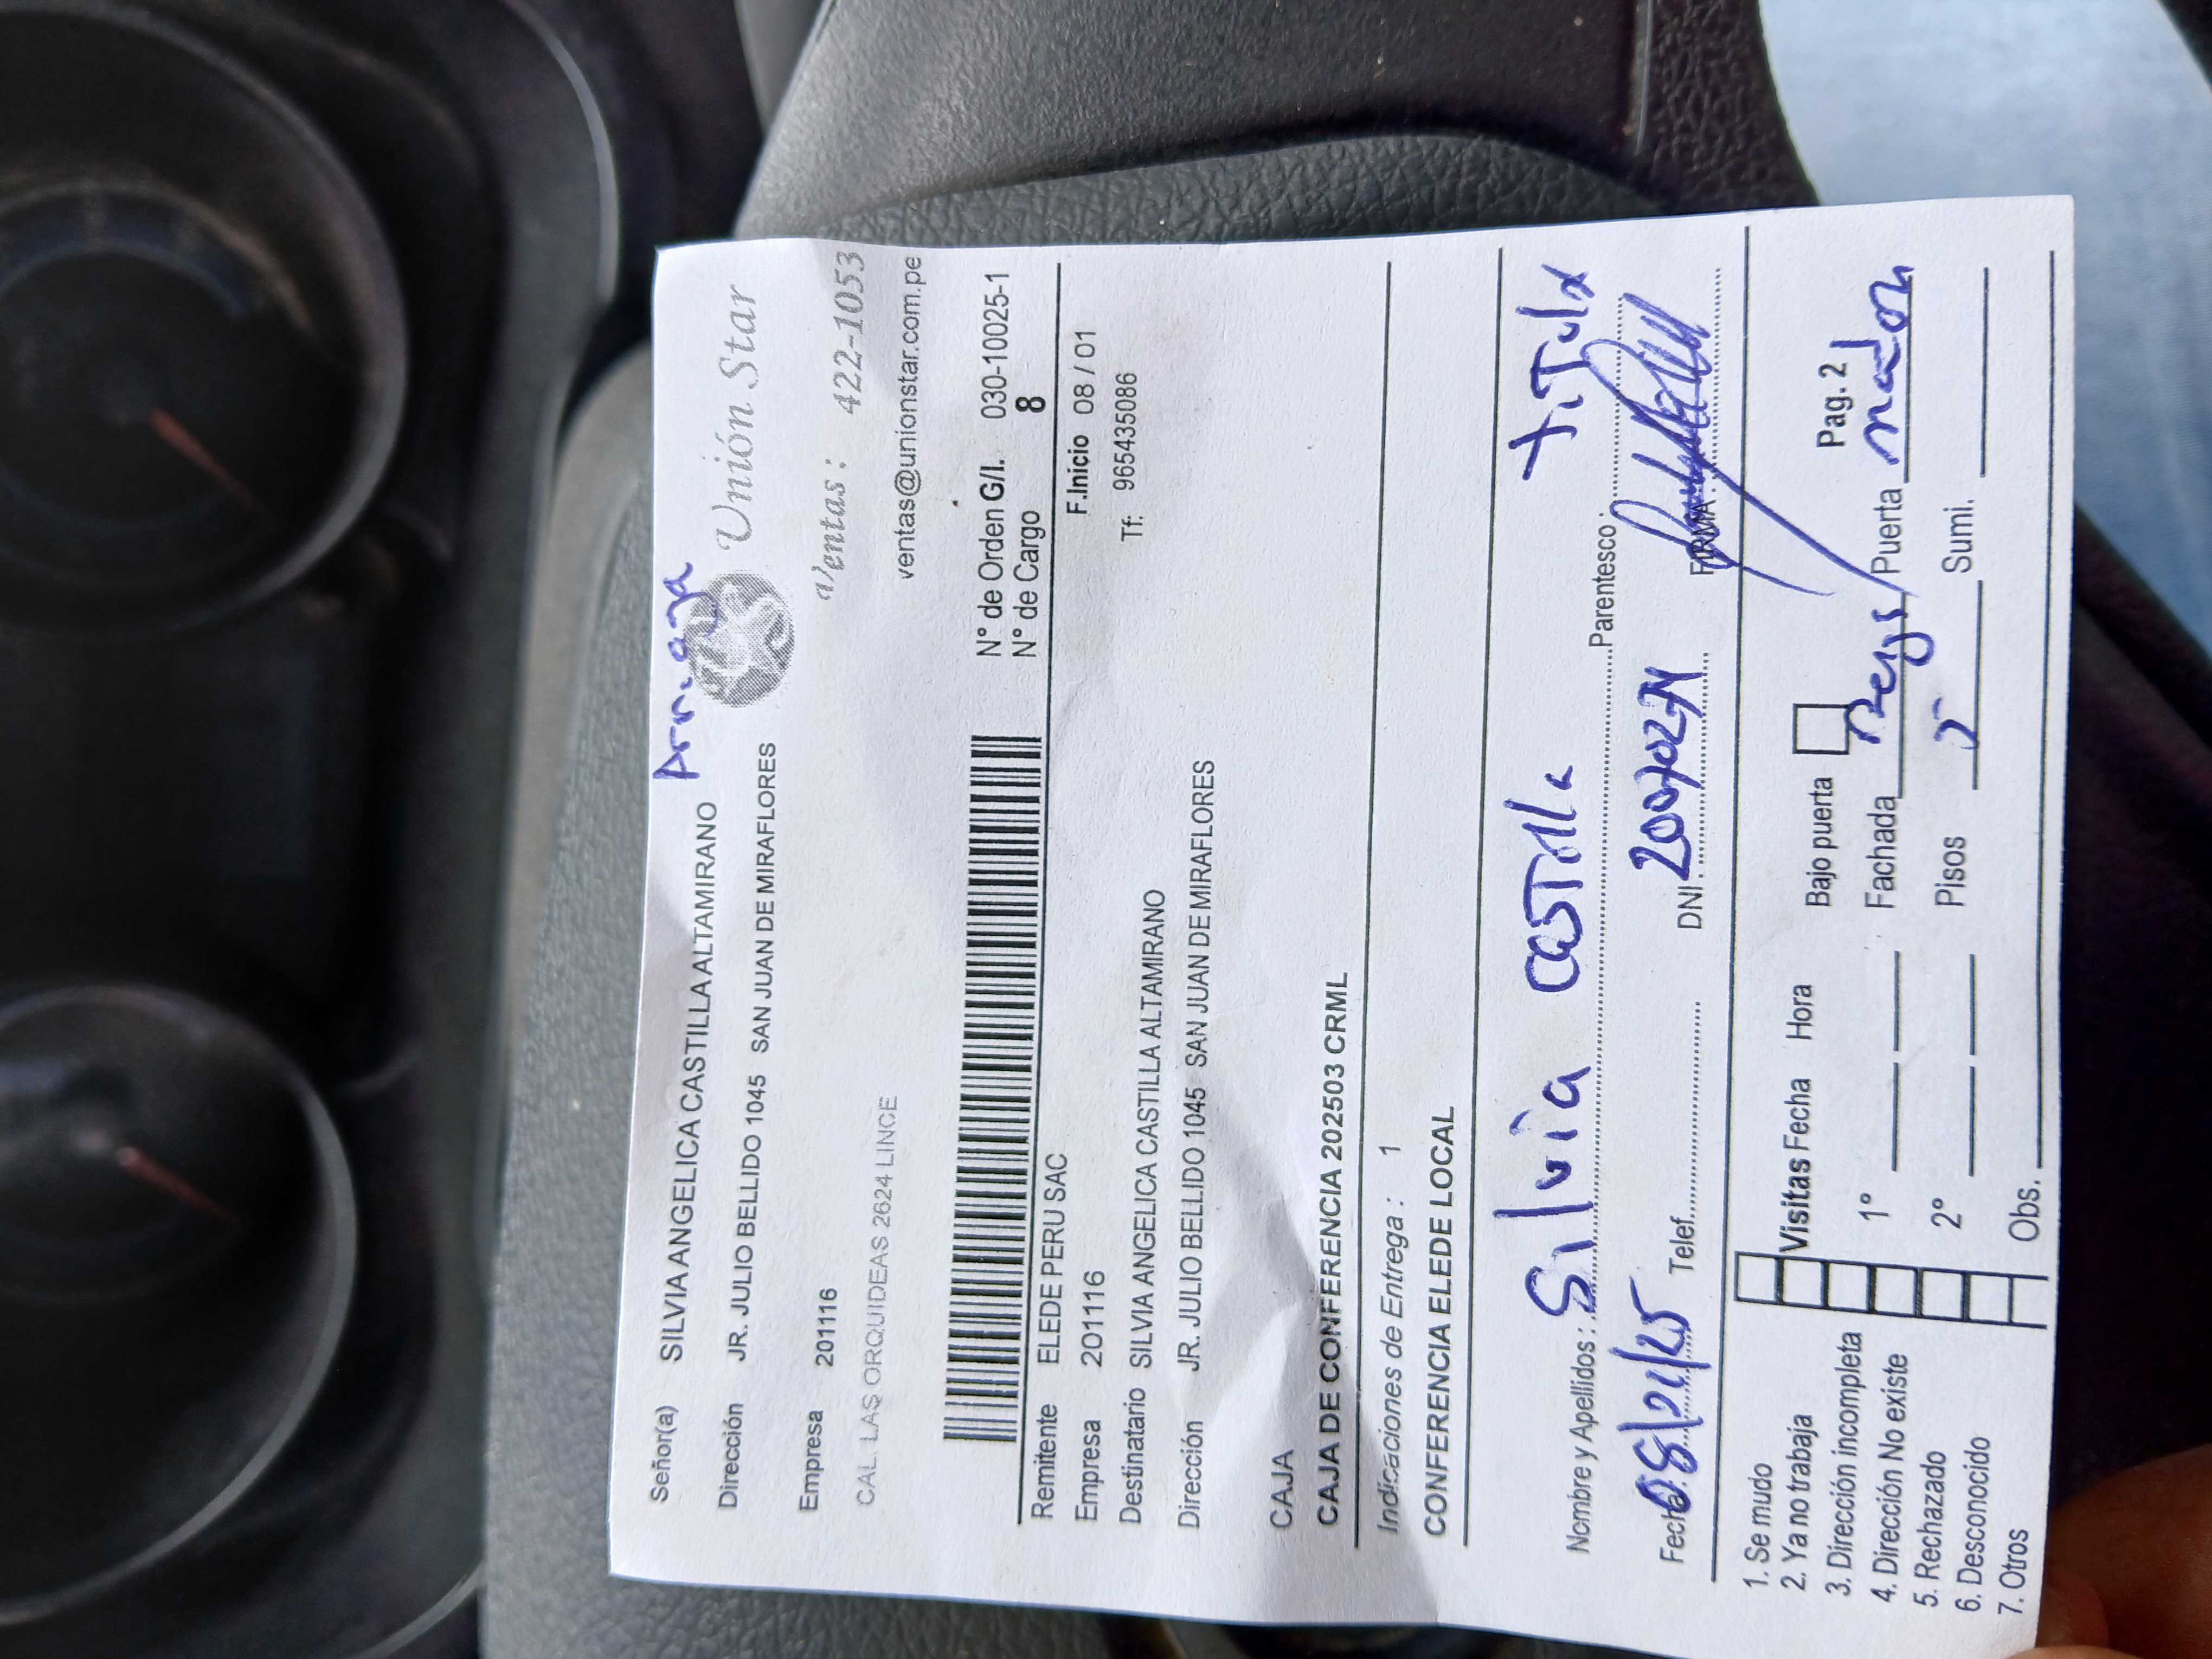 Arriaga
Señor(a) SILVIA ANGELICA CASTILLA ALTAMIRANO
Unión Star
Dirección JR. JULIO BELLIDO 1045 SAN JUAN DE MIRAFLORES
Ventas : 422-1053
Empresa 201116
CAL. LAS ORQUIDEAS 2624 LINCE
ventas@unionstar.com.pe
N° de Orden G/I. 030-10025-1
N° de Cargo 8
Remitente ELEDE PERU SAC
F.Inicio 08 / 01
Empresa 201116
Tf: 965435086
Destinatario SILVIA ANGELICA CASTILLA ALTAMIRANO
Dirección JR. JULIO BELLIDO 1045 SAN JUAN DE MIRAFLORES
CAJA
CAJA DE CONFERENCIA 202503 CRML
Indicaciones de Entrega : 1
CONFERENCIA ELEDE LOCAL
Nombre y Apellidos : Silvia Castilla Parentesco : titular
Fecha Telef. DNI FIRMA
1. Se mudo
2. Ya no trabaja
3. Dirección incompleta
4. Dirección No existe
5. Rechazado
6. Desconocido
7. Otros
Visitas Fecha Hora
1°
2°
Obs.
Bajo puerta Pag. 2
Fachada Puerta
Pisos 5 Sumi.